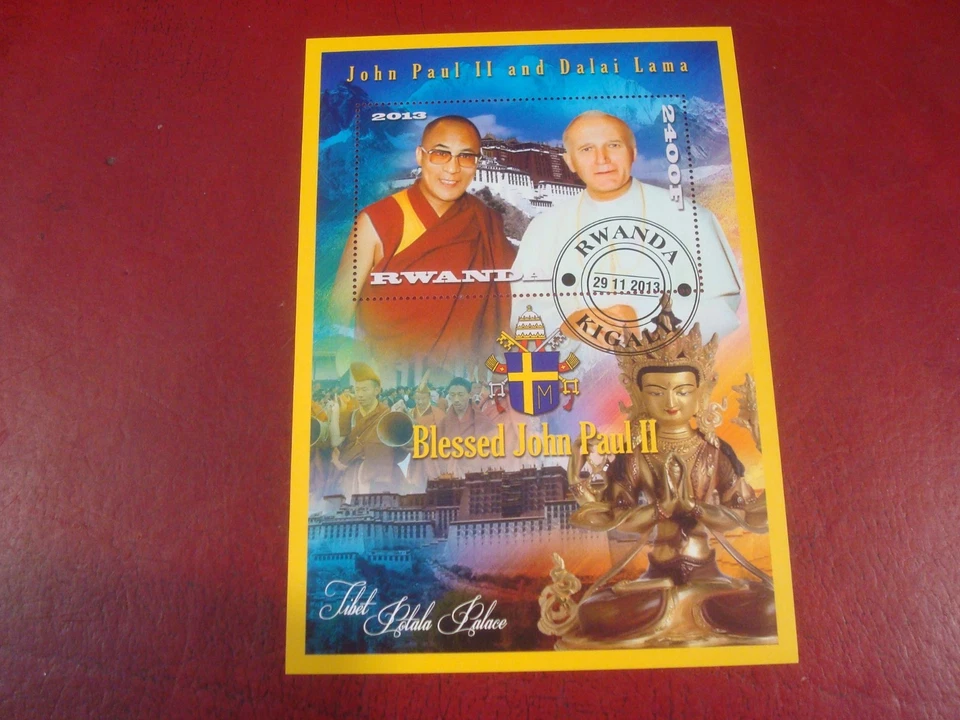 John Paul II and Dalai Lama
2013
2400F
RWANDA
RWANDA
29 11 2013
KIGALI
M
Blessed John Paul II
Tibet Potala Palace